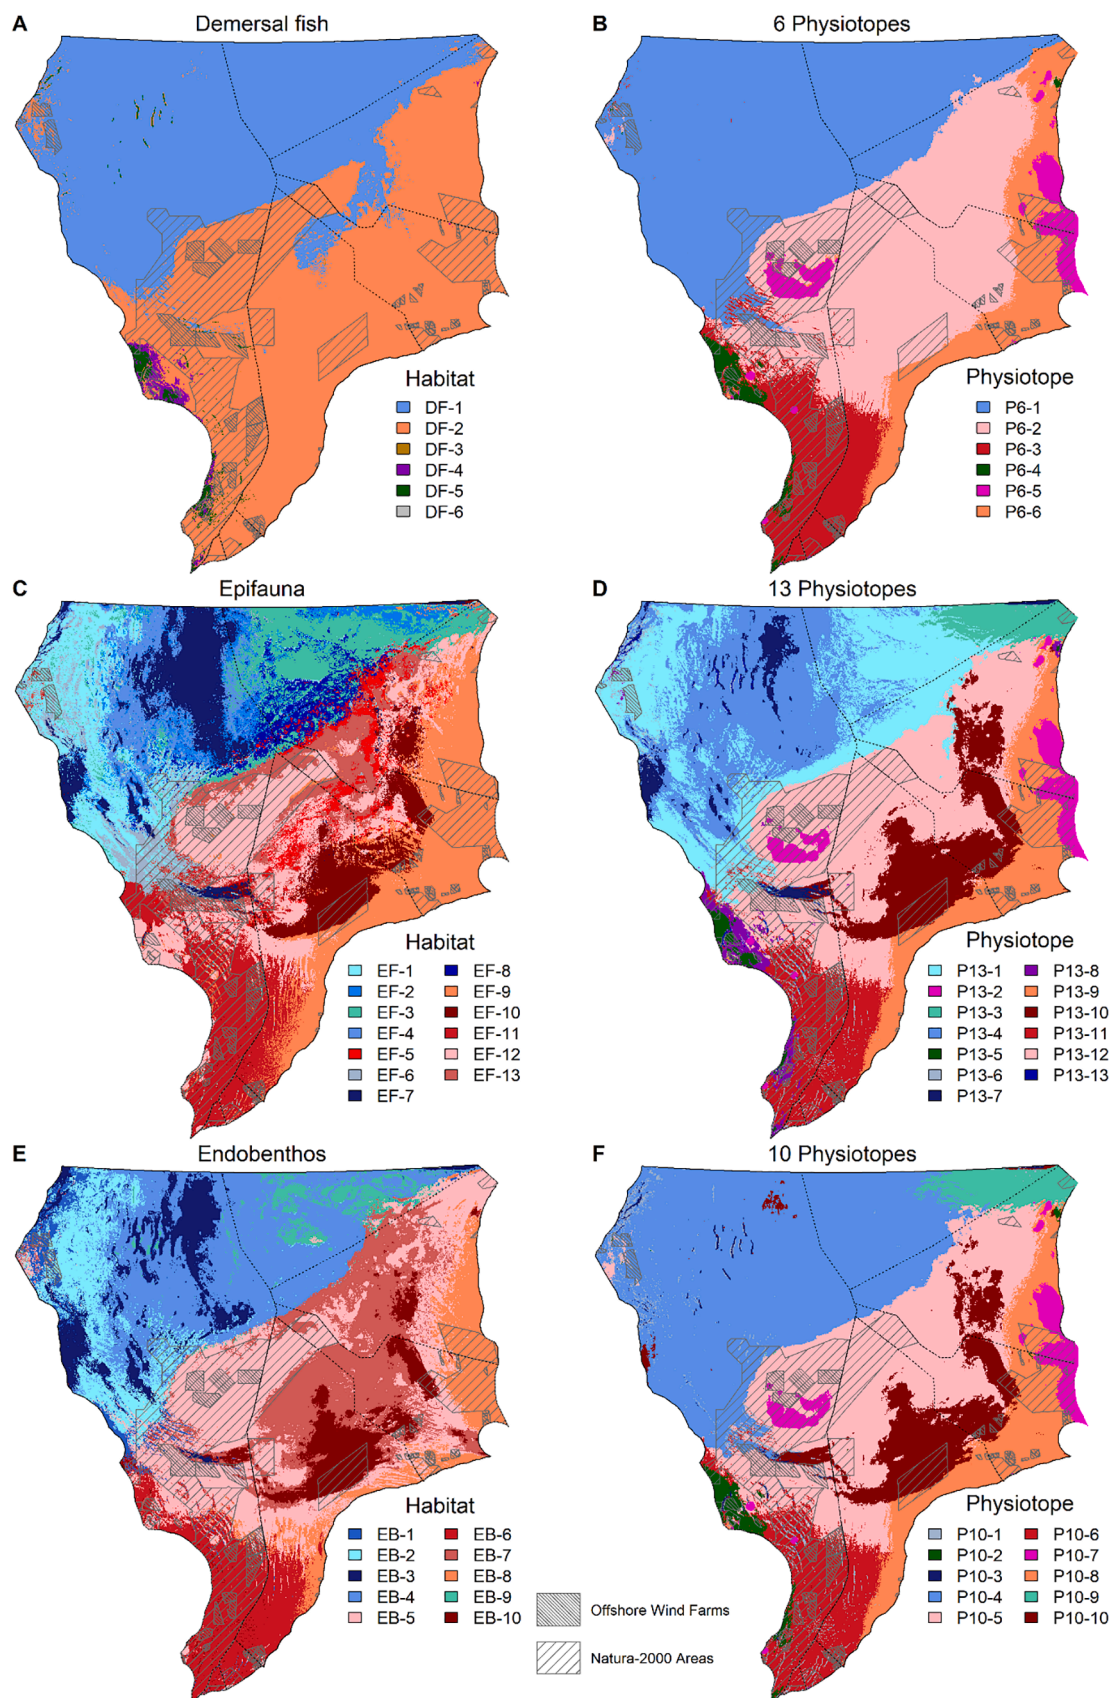 A Demersal fish
Habitat
DF-1
DF-2
DF-3
DF-4
DF-5
DF-6
B 6 Physiotopes
Physiotope
P6-1
P6-2
P6-3
P6-4
P6-5
P6-6
C Epifauna
Habitat
EF-1 EF-8
EF-2 EF-9
EF-3 EF-10
EF-4 EF-11
EF-5 EF-12
EF-6 EF-13
EF-7
D 13 Physiotopes
Physiotope
P13-1 P13-8
P13-2 P13-9
P13-3 P13-10
P13-4 P13-11
P13-5 P13-12
P13-6 P13-13
P13-7
E Endobenthos
Habitat
EB-1 EB-6
EB-2 EB-7
EB-3 EB-8
EB-4 EB-9
EB-5 EB-10
Offshore Wind Farms
Natura-2000 Areas
F 10 Physiotopes
Physiotope
P10-1 P10-6
P10-2 P10-7
P10-3 P10-8
P10-4 P10-9
P10-5 P10-10